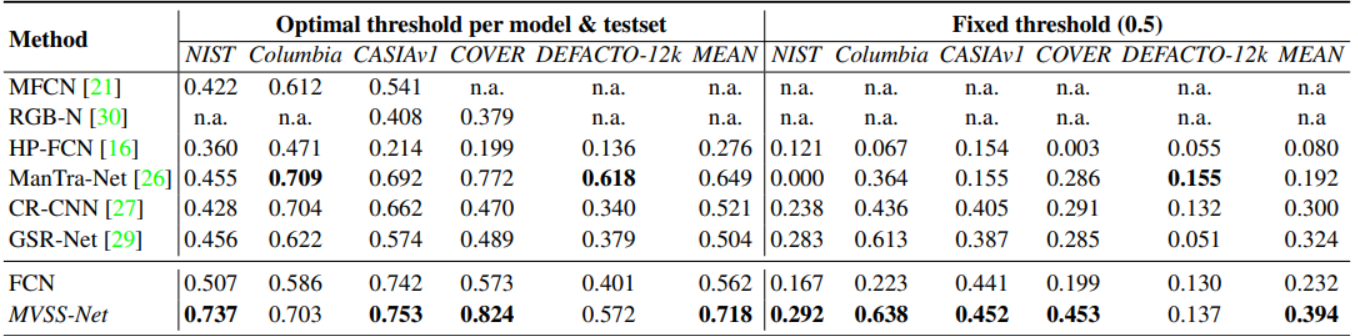 Method Optimal threshold per model & testset Fixed threshold (0.5)
NIST Columbia CASIAv1 COVER DEFACTO-12k MEAN NIST Columbia CASIAv1 COVER DEFACTO-12k MEAN
MFCN [21] 0.422 0.612 0.541 n.a. n.a. n.a. n.a. n.a. n.a. n.a. n.a. n.a
RGB-N [30] n.a. n.a. 0.408 0.379 n.a. n.a. n.a. n.a. n.a. n.a. n.a. n.a
HP-FCN [16] 0.360 0.471 0.214 0.199 0.136 0.276 0.121 0.067 0.154 0.003 0.055 0.080
ManTra-Net [26] 0.455 0.709 0.692 0.772 0.618 0.649 0.000 0.364 0.155 0.286 0.155 0.192
CR-CNN [27] 0.428 0.704 0.662 0.470 0.340 0.521 0.238 0.436 0.405 0.291 0.132 0.300
GSR-Net [29] 0.456 0.622 0.574 0.489 0.379 0.504 0.283 0.613 0.387 0.285 0.051 0.324
FCN 0.507 0.586 0.742 0.573 0.401 0.562 0.167 0.223 0.441 0.199 0.130 0.232
MVSS-Net 0.737 0.703 0.753 0.824 0.572 0.718 0.292 0.638 0.452 0.453 0.137 0.394